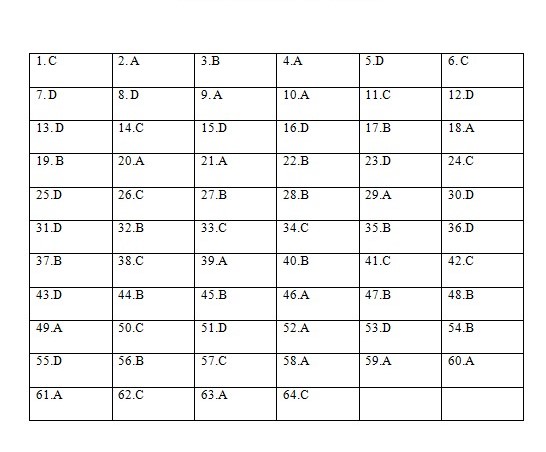 1. C 2. A 3.B 4.A 5.D 6. C
7. D 8. D 9. A 10.A 11.C 12.D
13. D 14.C 15.D 16.D 17.B 18.A
19. B 20.A 21.A 22.B 23.D 24.C
25.D 26.C 27.B 28.B 29.A 30.D
31.D 32.B 33.C 34.C 35.B 36.D
37.B 38.C 39.A 40.B 41.C 42.C
43.D 44.B 45.B 46.A 47.B 48.B
49.A 50.C 51.D 52.A 53.D 54.B
55.D 56.B 57.C 58.A 59.A 60.A
61.A 62.C 63.A 64.C